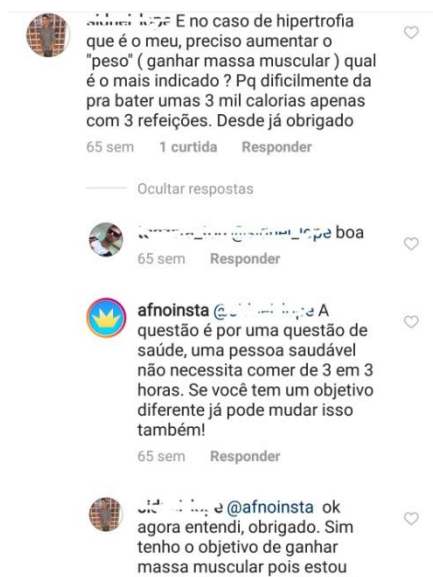 E no caso de hipertrofia
que é o meu, preciso aumentar o
"peso" ( ganhar massa muscular ) qual
é o mais indicado ? Pq dificilmente da
pra bater umas 3 mil calorias apenas
com 3 refeições. Desde já obrigado
65 sem 1 curtida Responder
Ocultar respostas
boa
65 sem Responder
afnoinsta A
questão é por uma questão de
saúde, uma pessoa saudável
não necessita comer de 3 em 3
horas. Se você tem um objetivo
diferente já pode mudar isso
também!
65 sem Responder
@afnoinsta ok
agora entendi, obrigado. Sim
tenho o objetivo de ganhar
massa muscular pois estou